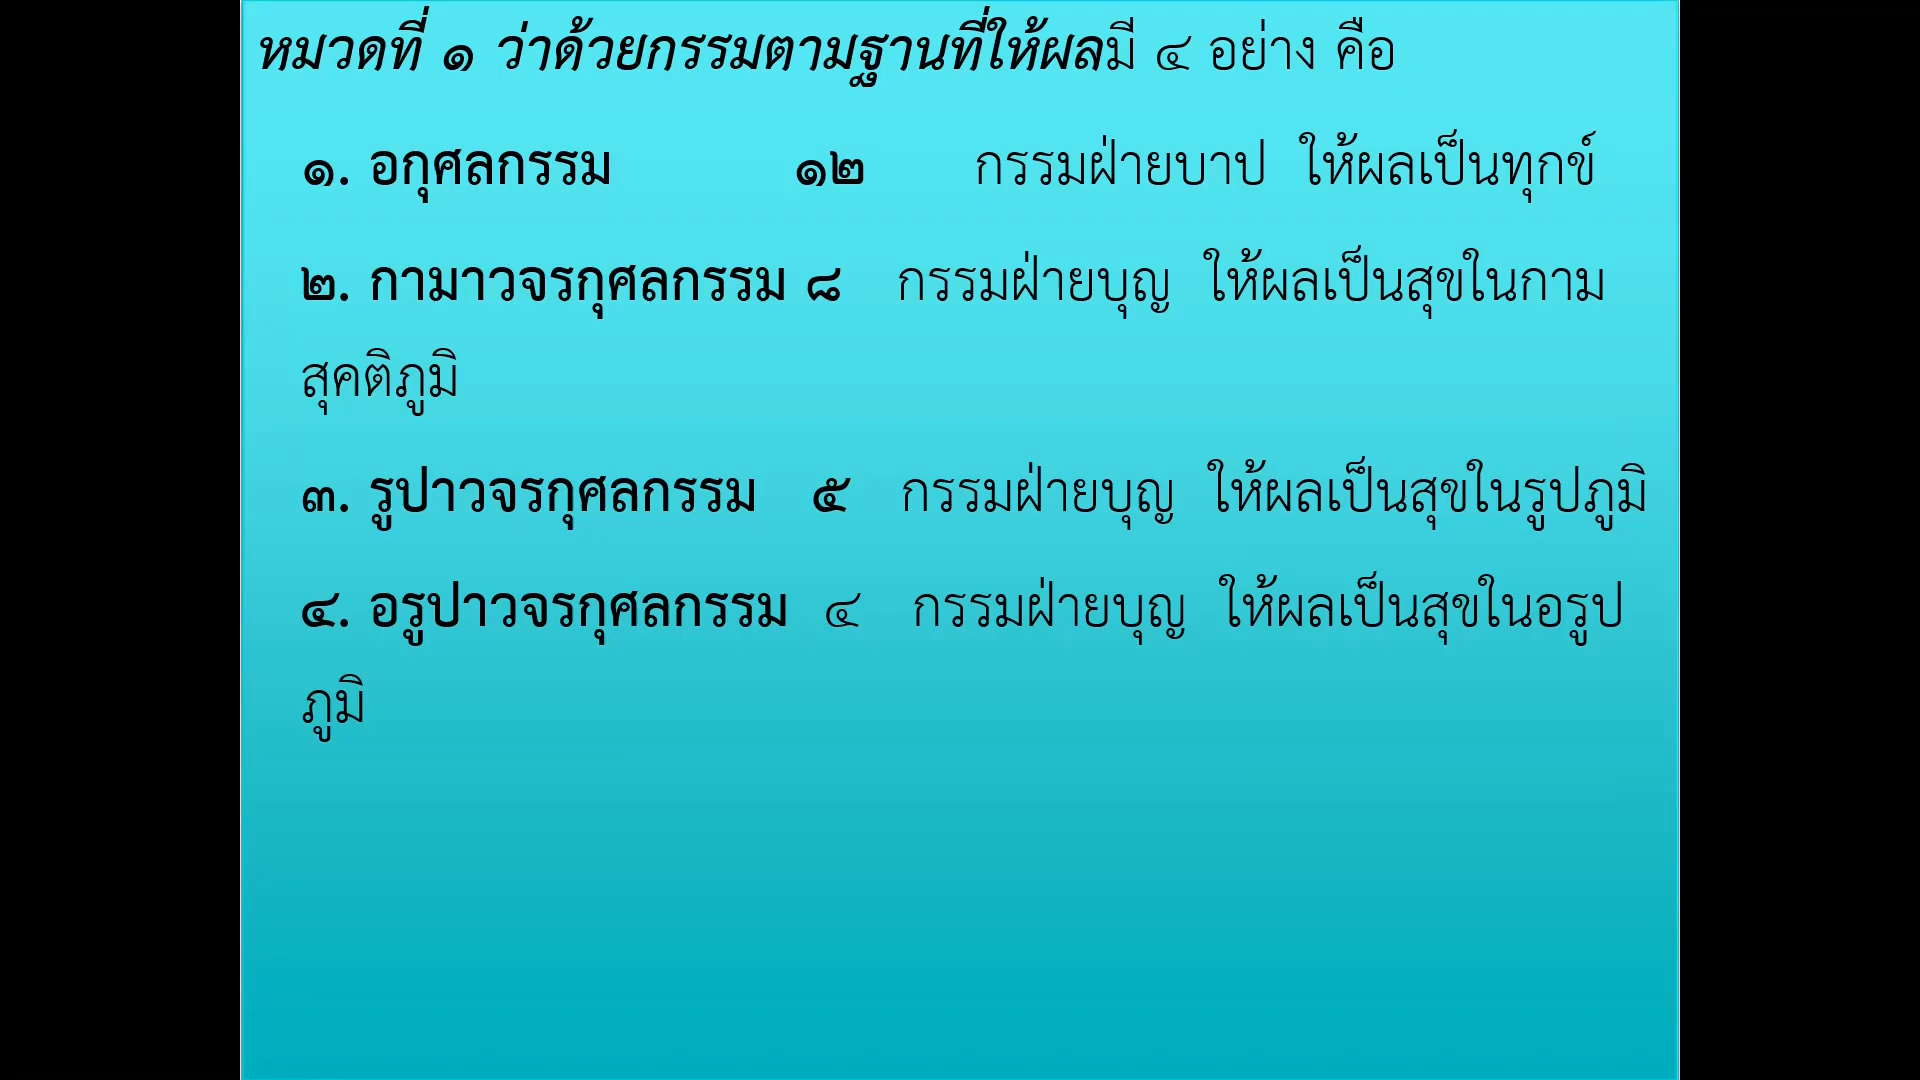 หมวดที่ ๑ ว่าด้วยกรรมตามฐานที่ให้ผลมี ๔ อย่าง คือ
๑. อกุศลกรรม ๑๒ กรรมฝ่ายบาป ให้ผลเป็นทุกข์
๒. กามาวจรกุศลกรรม ๘ กรรมฝ่ายบุญ ให้ผลเป็นสุขในกาม
สุคติภูมิ
๓. รูปาวจรกุศลกรรม ๕ กรรมฝ่ายบุญ ให้ผลเป็นสุขในรูปภูมิ
๔. อรูปาวจรกุศลกรรม ๔ กรรมฝ่ายบุญ ให้ผลเป็นสุขในอรูป
ภูมิ